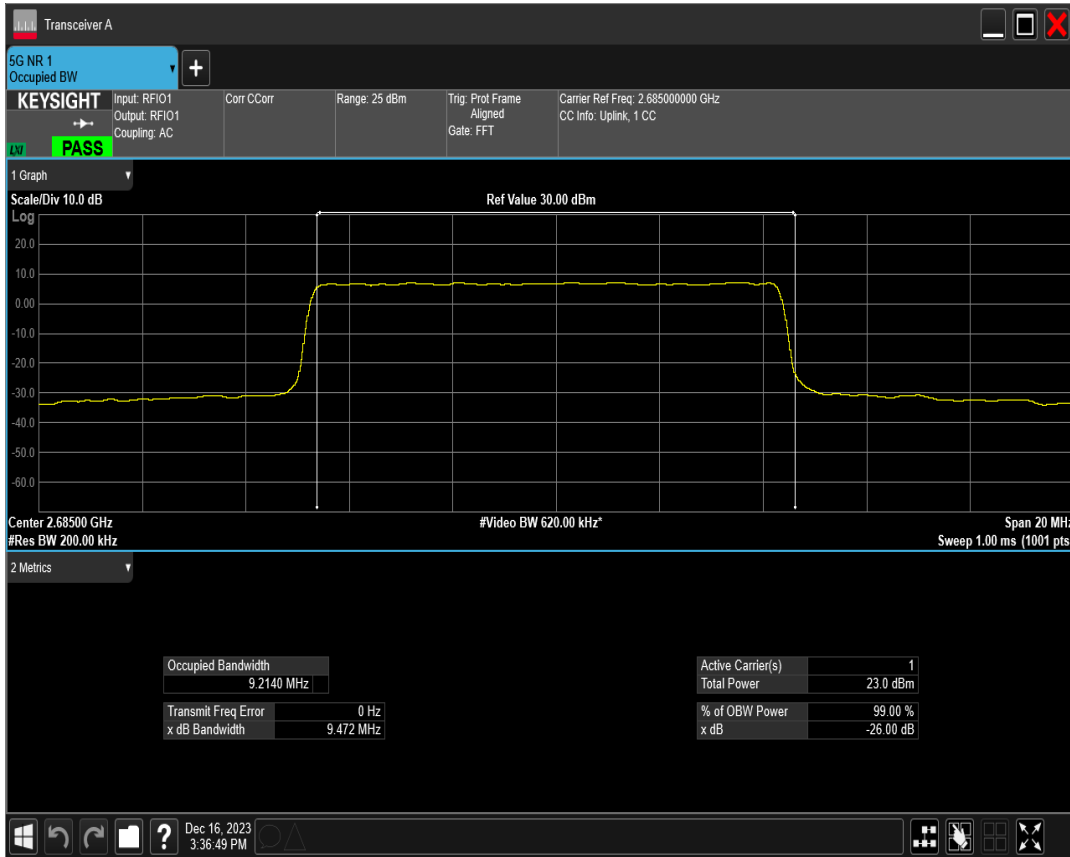 Transceiver A
5G NR 1
Occupied BW
KEYSIGHT
LXI
PASS
Input: RFIO1
Output: RFIO1
Coupling: AC
Corr CCorr
Range: 25 dBm
Trig: Prot Frame
Aligned
Gate: FFT
Carrier Ref Freq: 2.685000000 GHz
CC Info: Uplink, 1 CC
1 Graph
Scale/Div 10.0 dB
Ref Value 30.00 dBm
Log
20.0
10.0
0.00
-10.0
-20.0
-30.0
-40.0
-50.0
-60.0
Center 2.68500 GHz
#Video BW 620.00 kHz*
Span 20 MHz
#Res BW 200.00 kHz
Sweep 1.00 ms (1001 pts
2 Metrics
Occupied Bandwidth
9.2140 MHz
Transmit Freq Error 0 Hz
x dB Bandwidth 9.472 MHz
Active Carrier(s) 1
Total Power 23.0 dBm
% of OBW Power 99.00 %
x dB -26.00 dB
?
Dec 16, 2023
3:36:49 PM